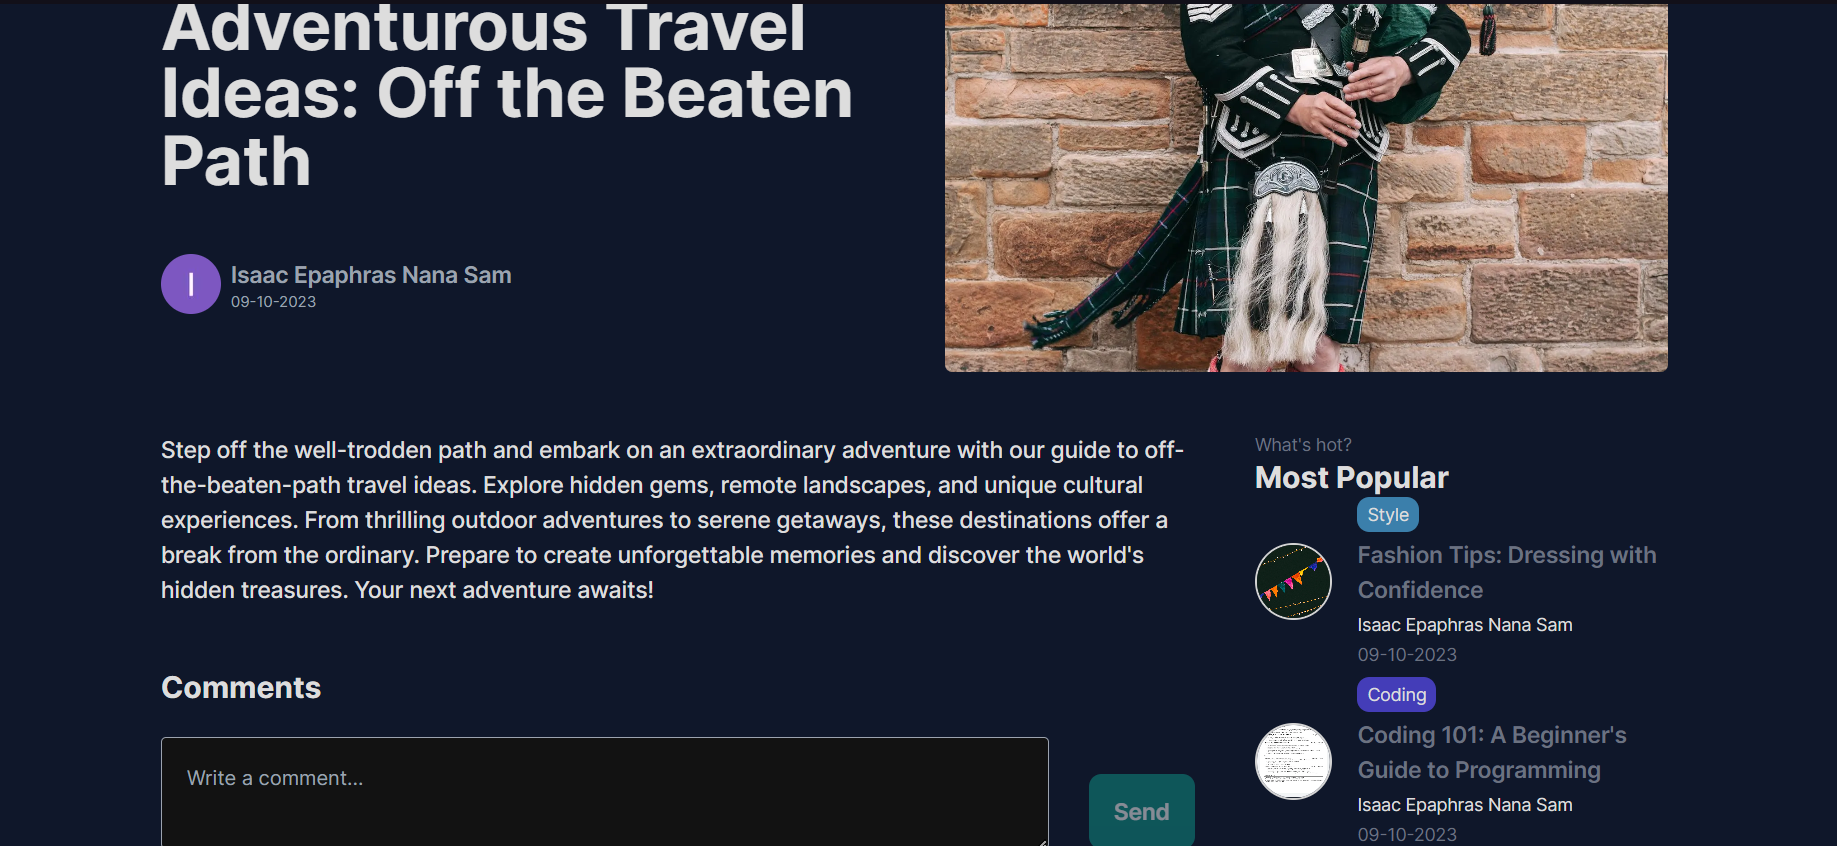 Adventurous Travel
Ideas: Off the Beaten
Path
I
Isaac Epaphras Nana Sam
09-10-2023
Step off the well-trodden path and embark on an extraordinary adventure with our guide to off-
the-beaten-path travel ideas. Explore hidden gems, remote landscapes, and unique cultural
experiences. From thrilling outdoor adventures to serene getaways, these destinations offer a
break from the ordinary. Prepare to create unforgettable memories and discover the world's
hidden treasures. Your next adventure awaits!
Comments
Write a comment...
Send
What's hot?
Most Popular
Style
Fashion Tips: Dressing with
Confidence
Isaac Epaphras Nana Sam
09-10-2023
Coding
Coding 101: A Beginner's
Guide to Programming
Isaac Epaphras Nana Sam
09-10-2023